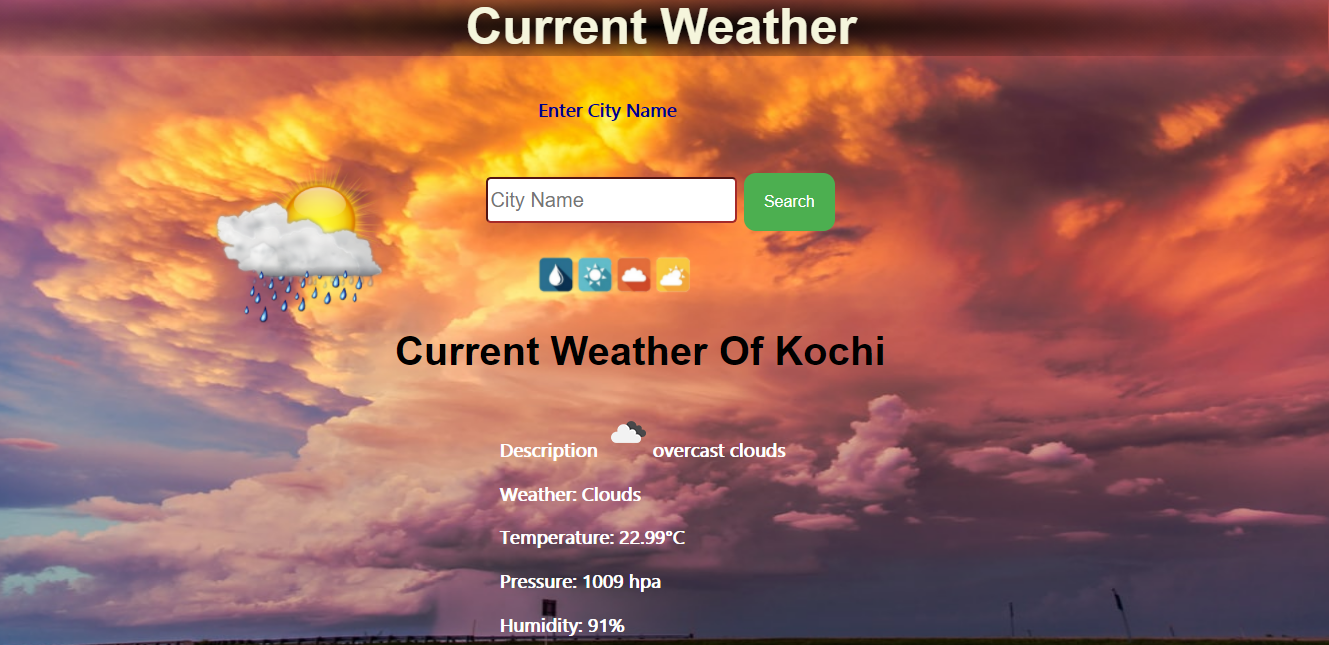 Current Weather
Enter City Name
City Name
Search
Current Weather Of Kochi
Description overcast clouds
Weather: Clouds
Temperature: 22.99°C
Pressure: 1009 hpa
Humidity: 91%